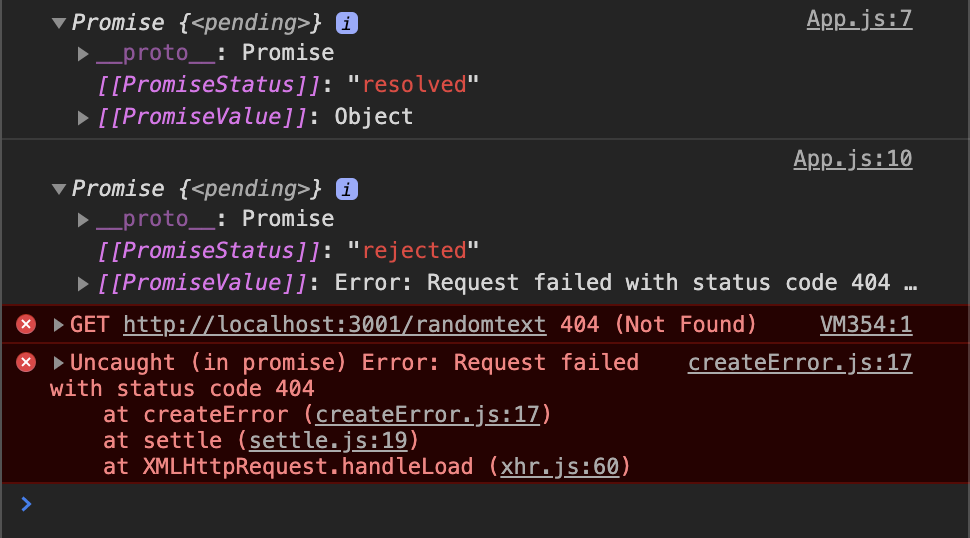 ▼Promise {<pending>} i App.js:7
▶__proto__: Promise
[[PromiseStatus]]: "resolved"
▶[[PromiseValue]]: Object
App.js:10
▼Promise {<pending>} i
▶__proto__: Promise
[[PromiseStatus]]: "rejected"
▶[[PromiseValue]]: Error: Request failed with status code 404 …
▶GET http://localhost:3001/randomtext 404 (Not Found) VM354:1
▶Uncaught (in promise) Error: Request failed createError.js:17
with status code 404
at createError (createError.js:17)
at settle (settle.js:19)
at XMLHttpRequest.handleLoad (xhr.js:60)
>